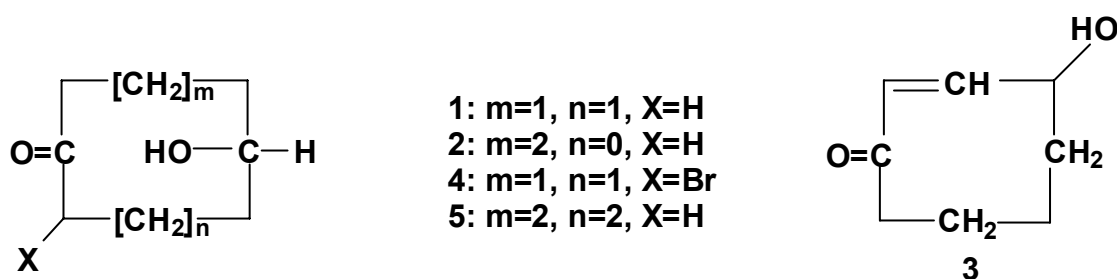 [CH₂]ₘ
O=C HO C H
[CH₂]ₙ
X
1: m=1, n=1, X=H
2: m=2, n=0, X=H
4: m=1, n=1, X=Br
5: m=2, n=2, X=H
HO
CH
O=C CH₂
CH₂
3